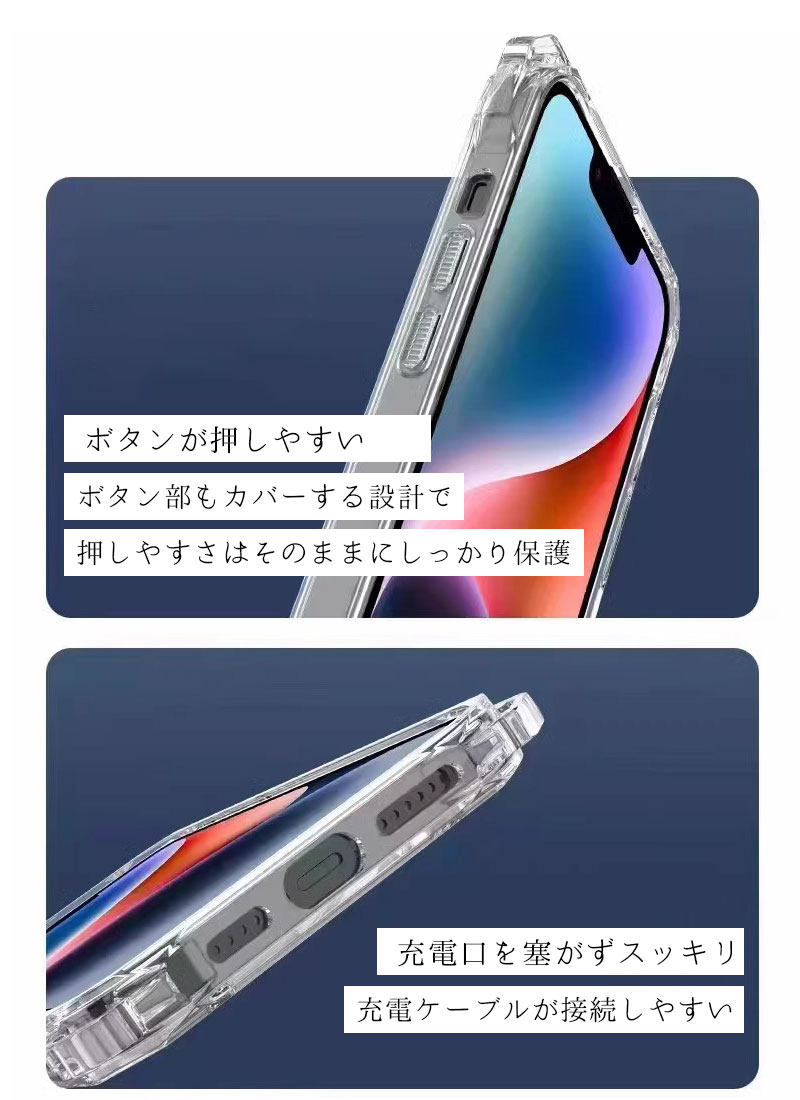 ボタンが押しやすい
ボタン部もカバーする設計で
押しやすさはそのままにしっかり保護
充電口を塞がずスッキリ
充電ケーブルが接続しやすい